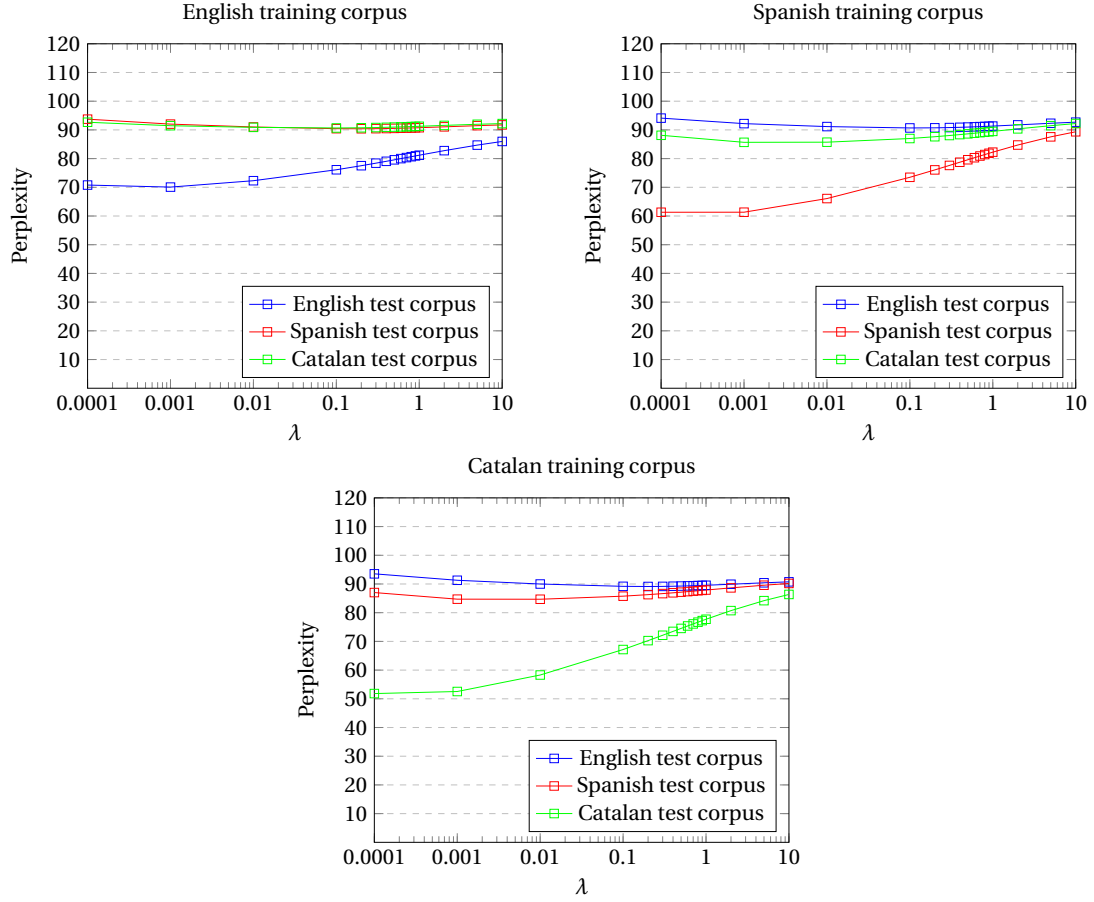 English training corpus
120
110
100
90
80
70
60
50
40
30
20
10
Perplexity
English test corpus
Spanish test corpus
Catalan test corpus
0.0001 0.001 0.01 0.1 1 10
λ
Spanish training corpus
120
110
100
90
80
70
60
50
40
30
20
10
Perplexity
English test corpus
Spanish test corpus
Catalan test corpus
0.0001 0.001 0.01 0.1 1 10
λ
Catalan training corpus
120
110
100
90
80
70
60
50
40
30
20
10
Perplexity
English test corpus
Spanish test corpus
Catalan test corpus
0.0001 0.001 0.01 0.1 1 10
λ